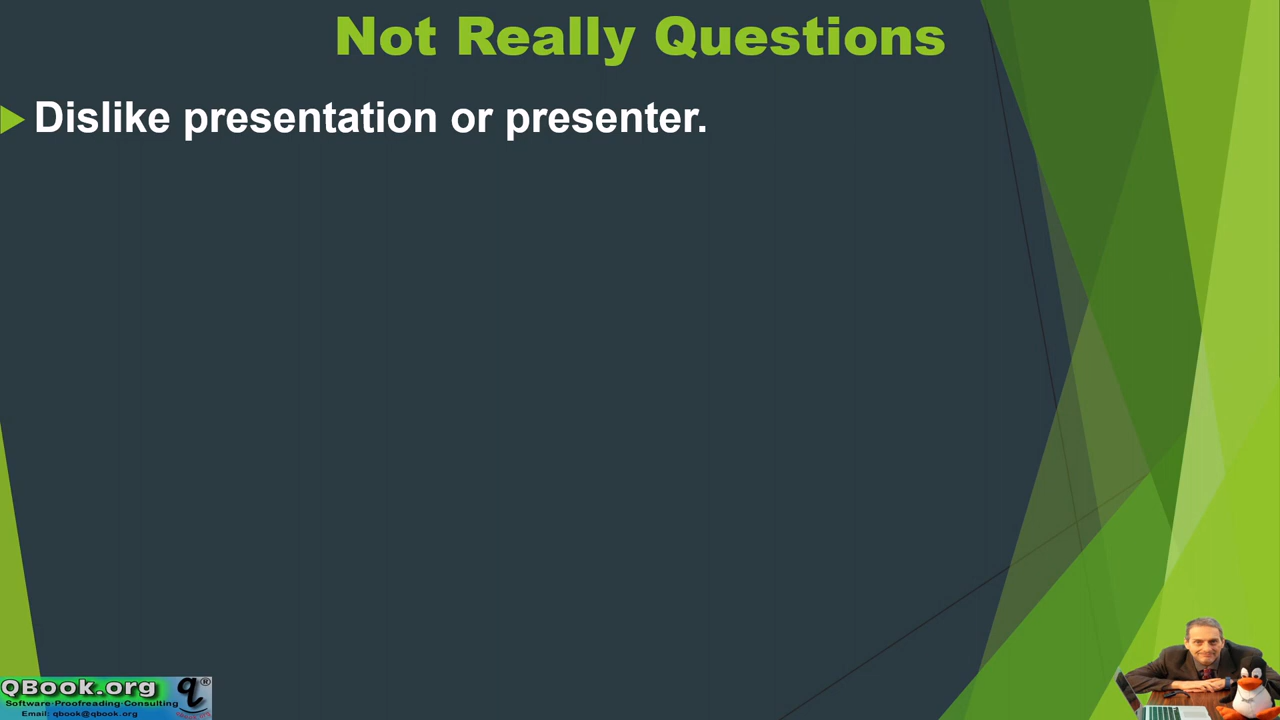 Not Really Questions
Dislike presentation or presenter.
QBook.org
q®
Software·Proofreading·Consulting
Email: qbook@qbook.org